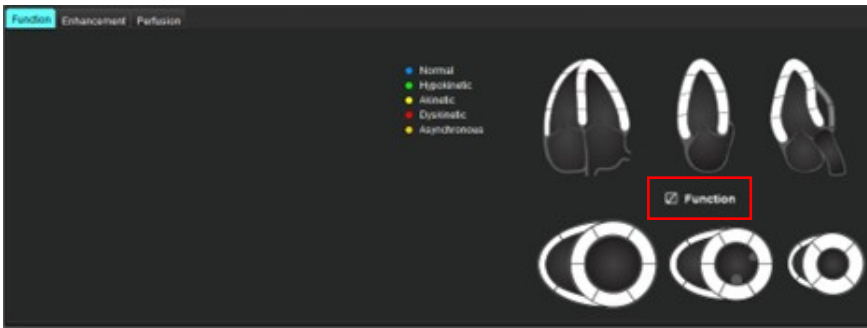 Function Enhancement Perfusion
Normal
Hypokinetic
Akinetic
Dyskinetic
Asynchronous
Function